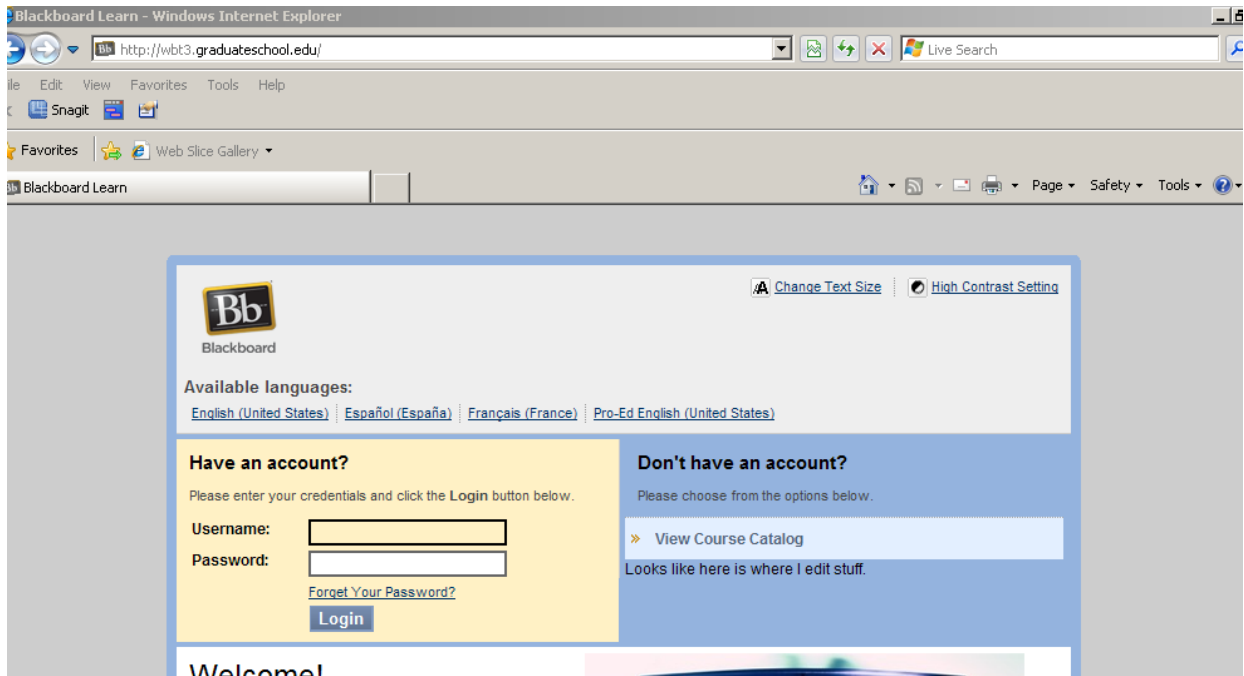 Blackboard Learn - Windows Internet Explorer
Bb http://wbt3.graduateschool.edu/ Live Search
ile Edit View Favorites Tools Help
Snagit
Favorites Web Slice Gallery
Blackboard Learn Page Safety Tools
Change Text Size High Contrast Setting
Bb
Blackboard
Available languages:
English (United States) Español (España) Français (France) Pro-Ed English (United States)
Have an account?
Please enter your credentials and click the Login button below.
Username:
Password:
Forget Your Password?
Login
Don't have an account?
Please choose from the options below.
» View Course Catalog
Looks like here is where I edit stuff.
Welcome!